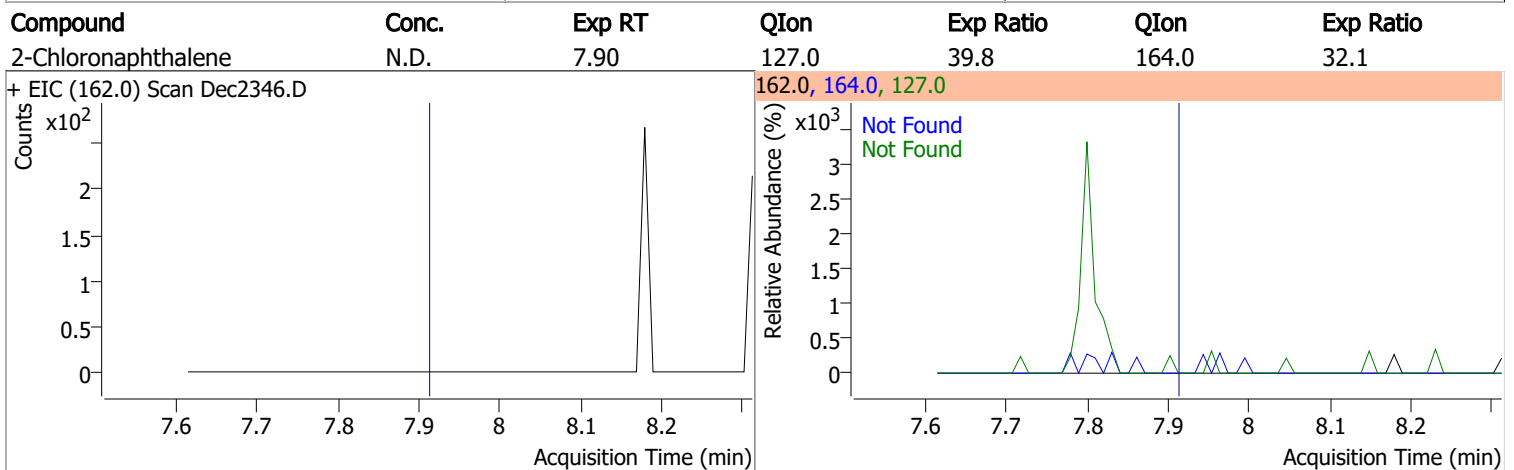 Compound Conc. Exp RT QIon Exp Ratio QIon Exp Ratio
2-Chloronaphthalene N.D. 7.90 127.0 39.8 164.0 32.1
+ EIC (162.0) Scan Dec2346.D
Counts
x10²
2
1.5
1
0.5
0
7.6 7.7 7.8 7.9 8 8.1 8.2
Acquisition Time (min)
162.0, 164.0, 127.0
Relative Abundance (%)
x10³
Not Found
Not Found
3
2.5
2
1.5
1
0.5
0
7.6 7.7 7.8 7.9 8 8.1 8.2
Acquisition Time (min)